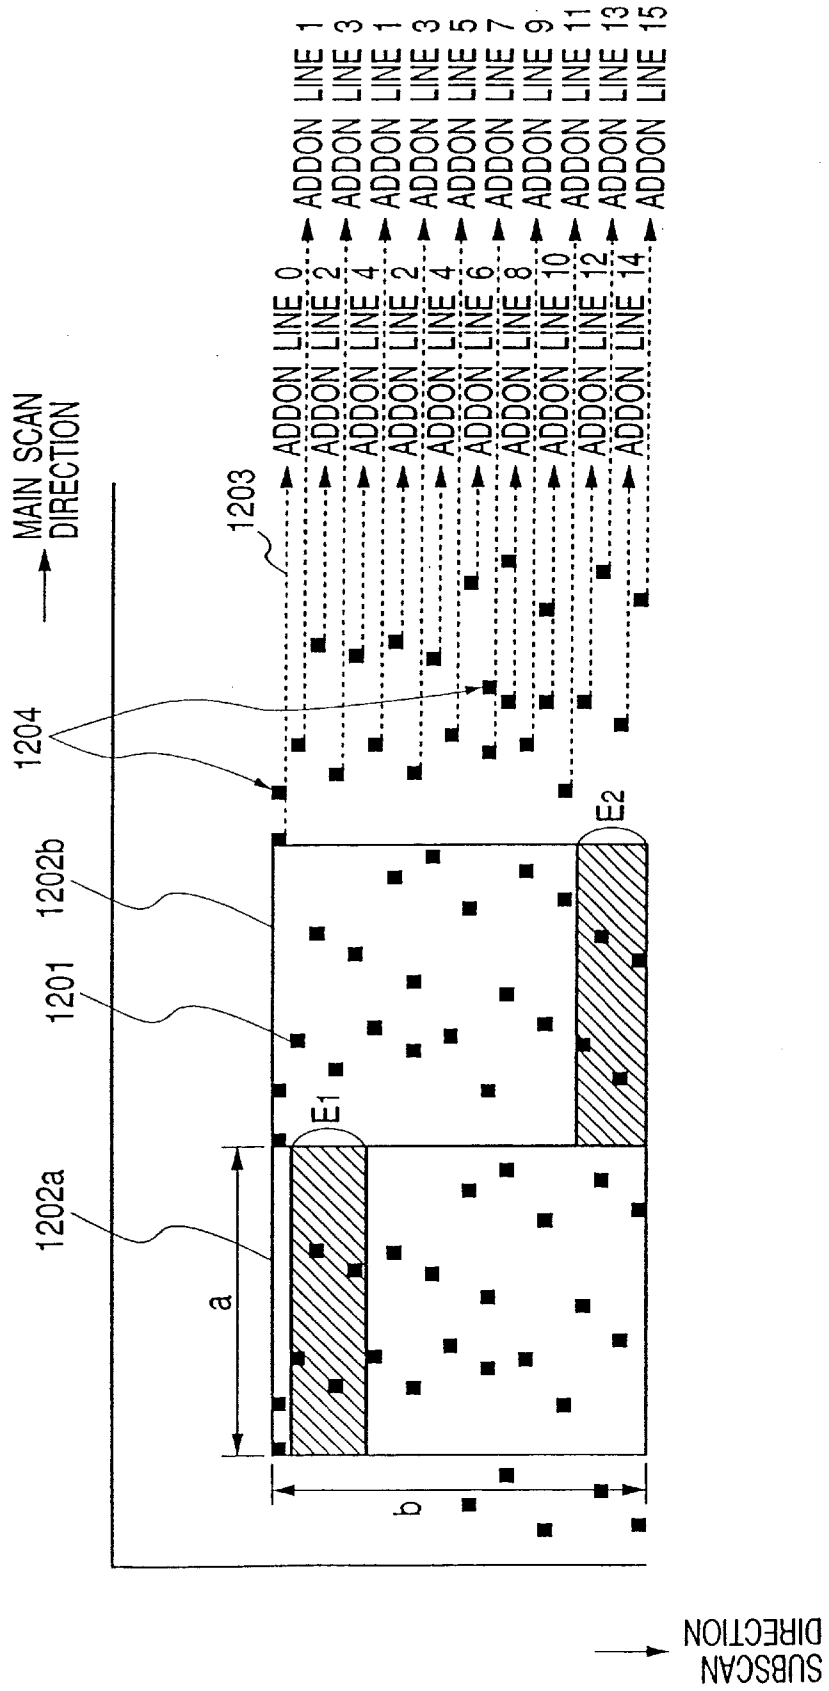 MAIN SCAN
DIRECTION
1204
1202b
1201
1202a
1203
a
b
E1
E2
ADDON LINE 0
ADDON LINE 1
ADDON LINE 2
ADDON LINE 3
ADDON LINE 4
ADDON LINE 1
ADDON LINE 2
ADDON LINE 3
ADDON LINE 4
ADDON LINE 5
ADDON LINE 6
ADDON LINE 7
ADDON LINE 8
ADDON LINE 9
ADDON LINE 10
ADDON LINE 11
ADDON LINE 12
ADDON LINE 13
ADDON LINE 14
ADDON LINE 15
SUBSCAN
DIRECTION